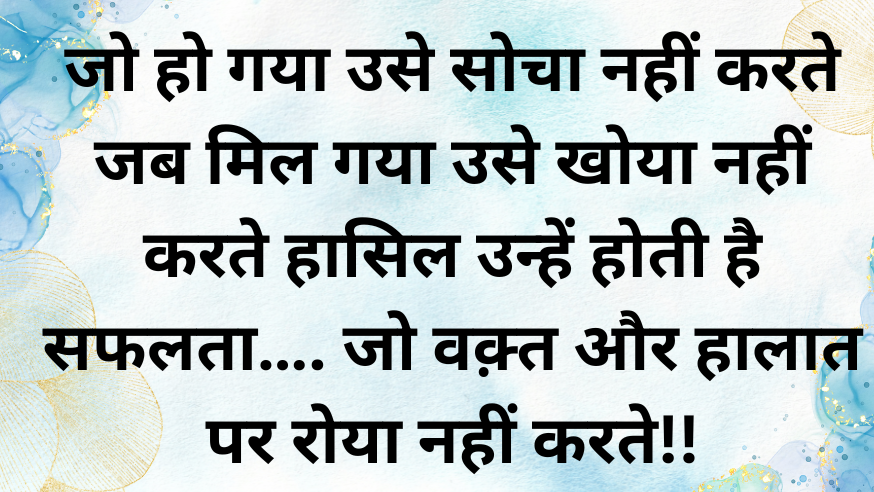 जो हो गया उसे सोचा नहीं करते
जब मिल गया उसे खोया नहीं
करते हासिल उन्हें होती है
सफलता.... जो वक़्त और हालात
पर रोया नहीं करते!!